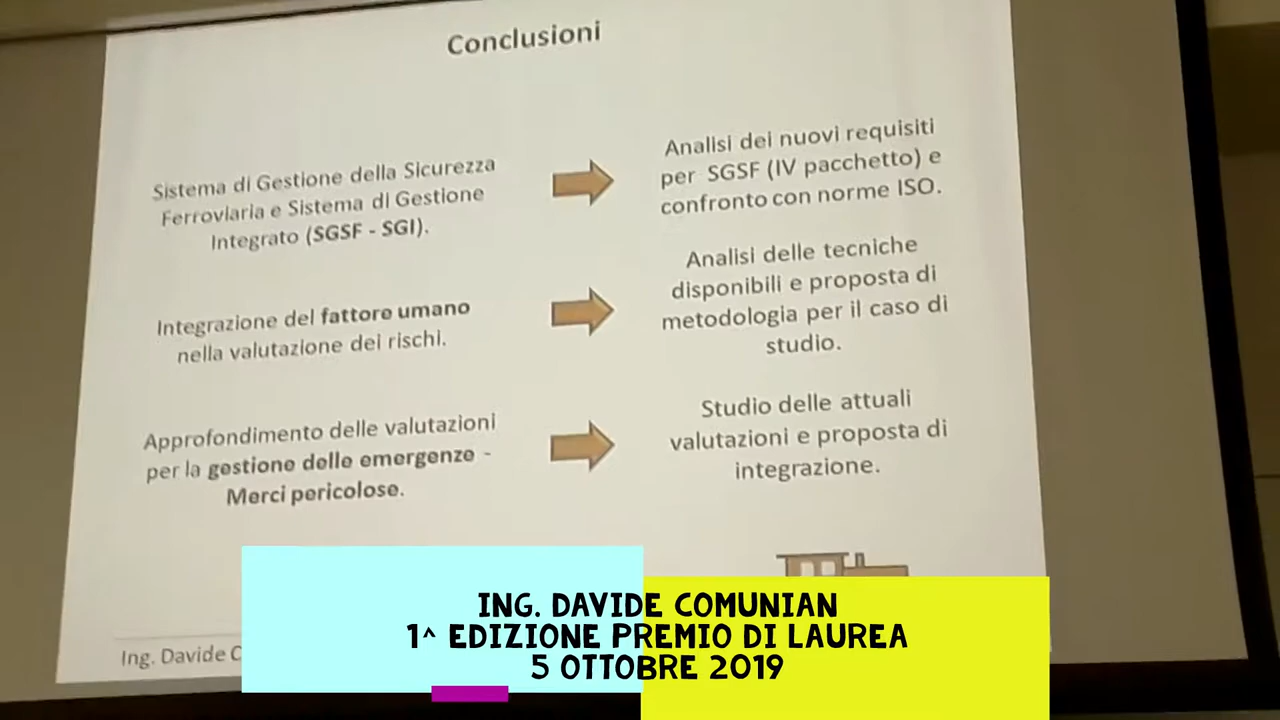 Conclusioni
Sistema di Gestione della Sicurezza
Ferroviaria e Sistema di Gestione
Integrato (SGSF - SGI).
Analisi dei nuovi requisiti
per SGSF (IV pacchetto) e
confronto con norme ISO.
Integrazione del fattore umano
nella valutazione dei rischi.
Analisi delle tecniche
disponibili e proposta di
metodologia per il caso di
studio.
Approfondimento delle valutazioni
per la gestione delle emergenze -
Merci pericolose.
Studio delle attuali
valutazioni e proposta di
integrazione.
Ing. Davide C
ING. DAVIDE COMUNIAN
1^ EDIZIONE PREMIO DI LAUREA
5 OTTOBRE 2019